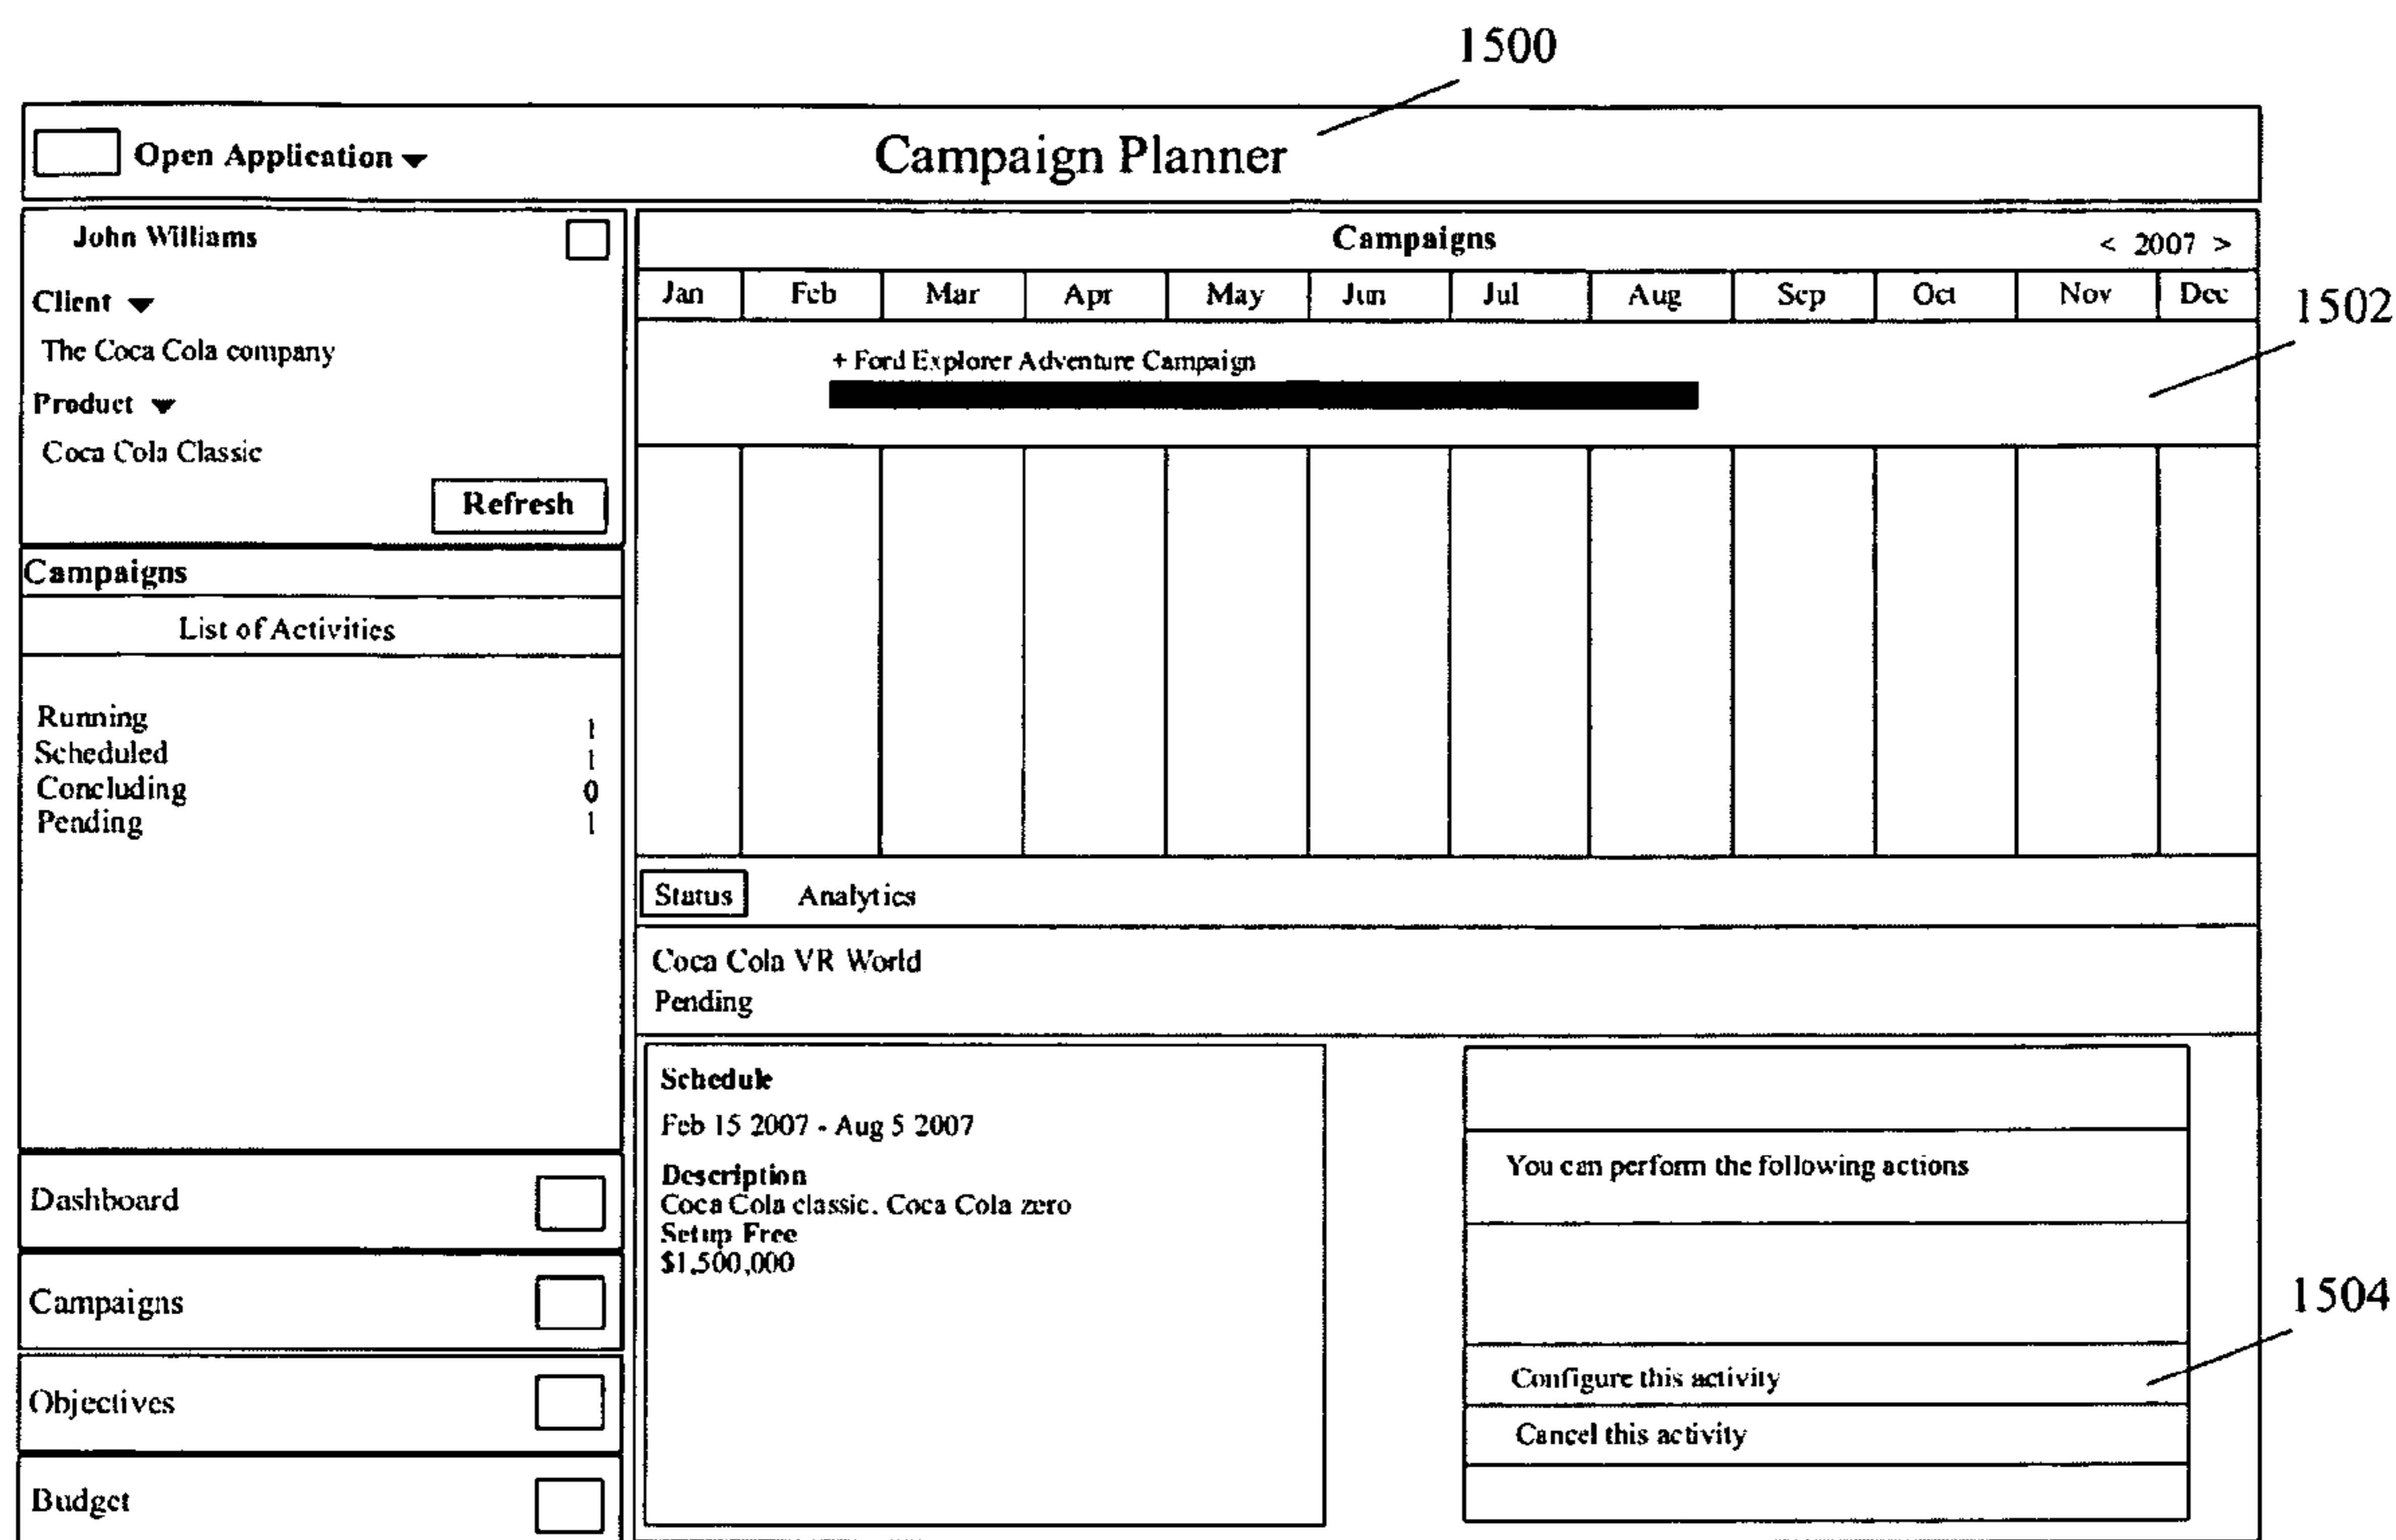 1500
Open Application
Campaign Planner
John Williams
Client
The Coca Cola company
Product
Coca Cola Classic
Refresh
Campaigns
List of Activities
Running 1
Scheduled 1
Concluding 0
Pending 1
Dashboard
Campaigns
Objectives
Budget
Campaigns < 2007 >
Jan Feb Mar Apr May Jun Jul Aug Sep Oct Nov Dec
1502
+ Ford Explorer Adventure Campaign
Status Analytics
Coca Cola VR World
Pending
Schedule
Feb 15 2007 - Aug 5 2007
Description
Coca Cola classic. Coca Cola zero
Setup Free
$1,500,000
You can perform the following actions
Configure this activity
Cancel this activity
1504